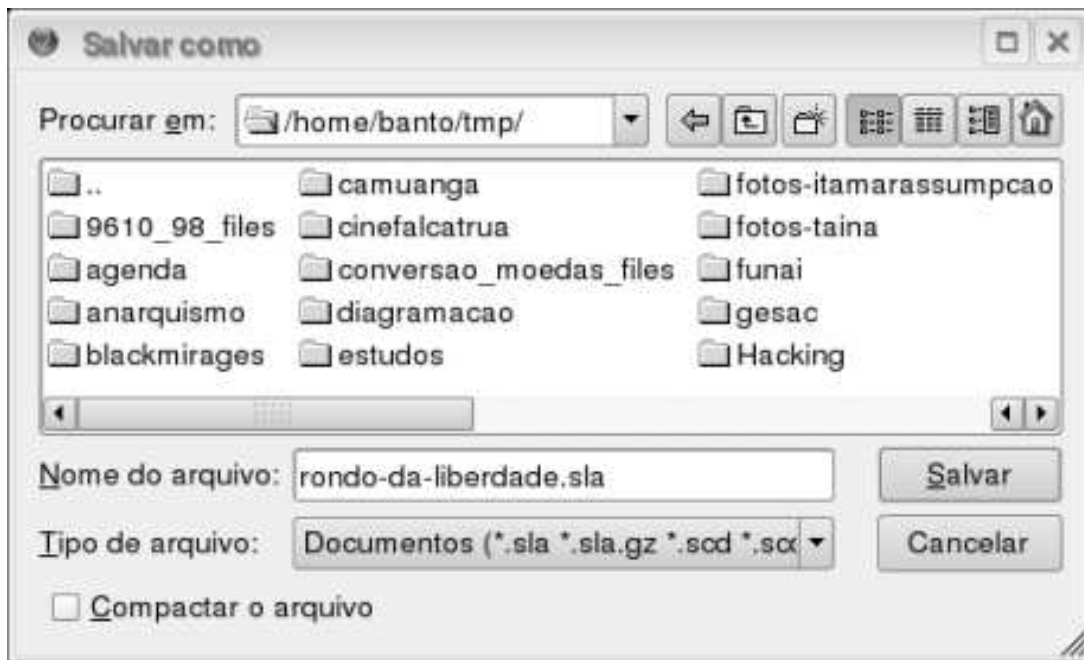 Salvar como
Procurar em: /home/banto/tmp/
.. camuanga fotos-itamarassumpcao
9610_98_files cinefalcatrua fotos-taina
agenda conversao_moedas_files funai
anarquismo diagramacao gesac
blackmirages estudos Hacking
Nome do arquivo: rondo-da-liberdade.sla Salvar
Tipo de arquivo: Documentos (*.sla *.sla.gz *.scd *.scd Cancelar
Compactar o arquivo